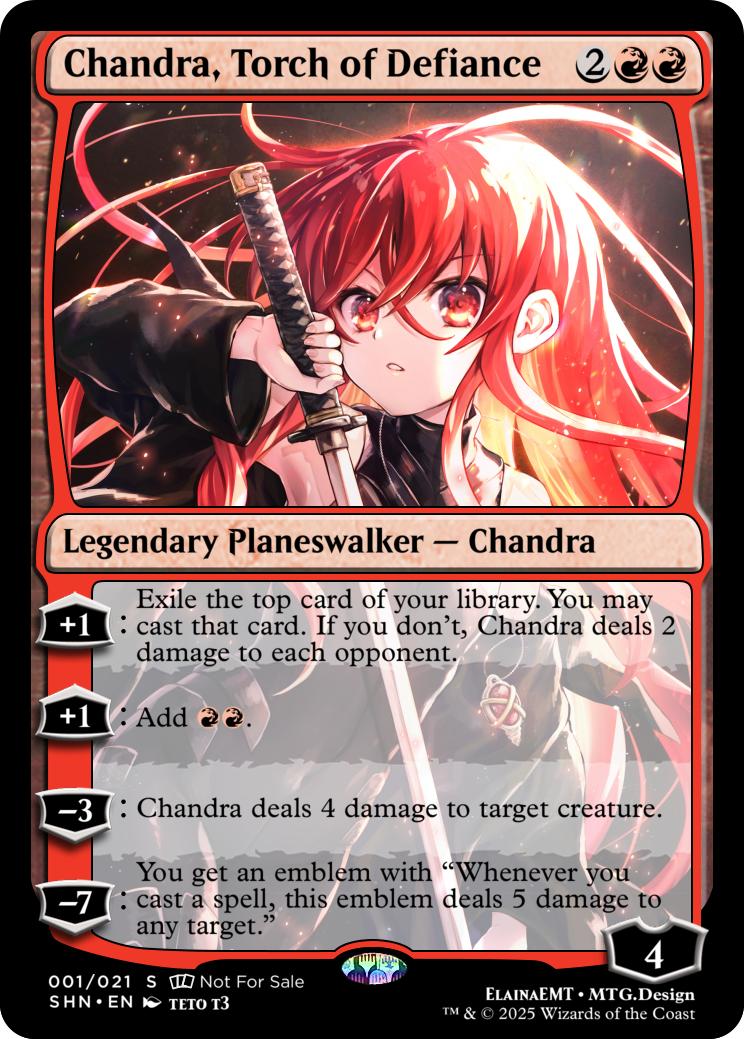 Chandra, Torch of Defiance 2
Legendary Planeswalker — Chandra
Exile the top card of your library. You may
+1 : cast that card. If you don't, Chandra deals 2
damage to each opponent.
+1 : Add .
−3 : Chandra deals 4 damage to target creature.
You get an emblem with “Whenever you
−7 : cast a spell, this emblem deals 5 damage to
any target.”
4
001/021 S Not For Sale
SHN • EN TETO T3
ElainaEMT • MTG.Design
™ & © 2025 Wizards of the Coast